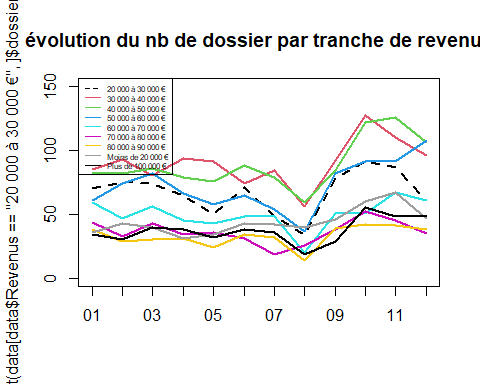 évolution du nb de dossier par tranche de revenu
t(data[data$Revenus == "20 000 à 30 000 €", ]$dossier
150
100
50
0
20 000 à 30 000 €
30 000 à 40 000 €
40 000 à 50 000 €
50 000 à 60 000 €
60 000 à 70 000 €
70 000 à 80 000 €
80 000 à 90 000 €
Moins de 20 000 €
Plus de 100 000 €
01 03 05 07 09 11